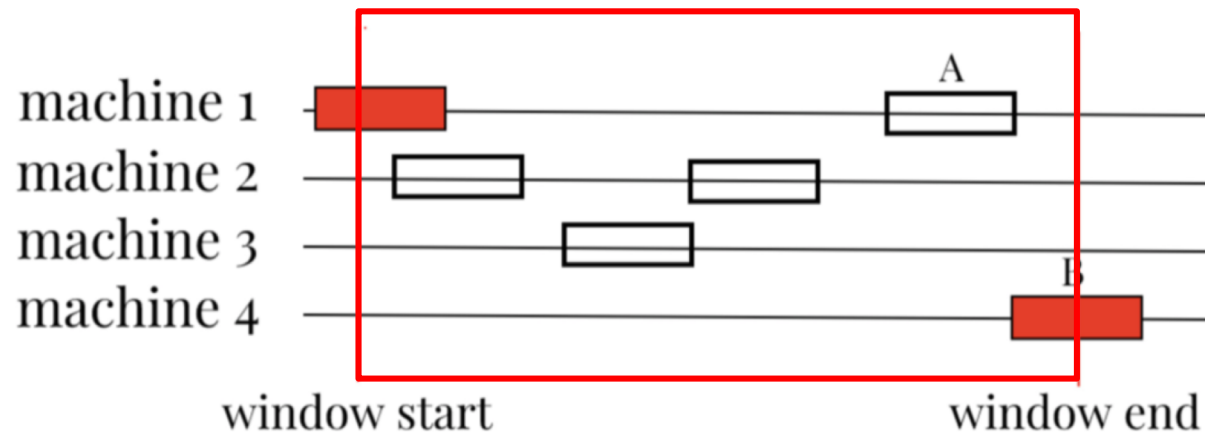 A
machine 1
machine 2
machine 3
B
machine 4
window start
window end